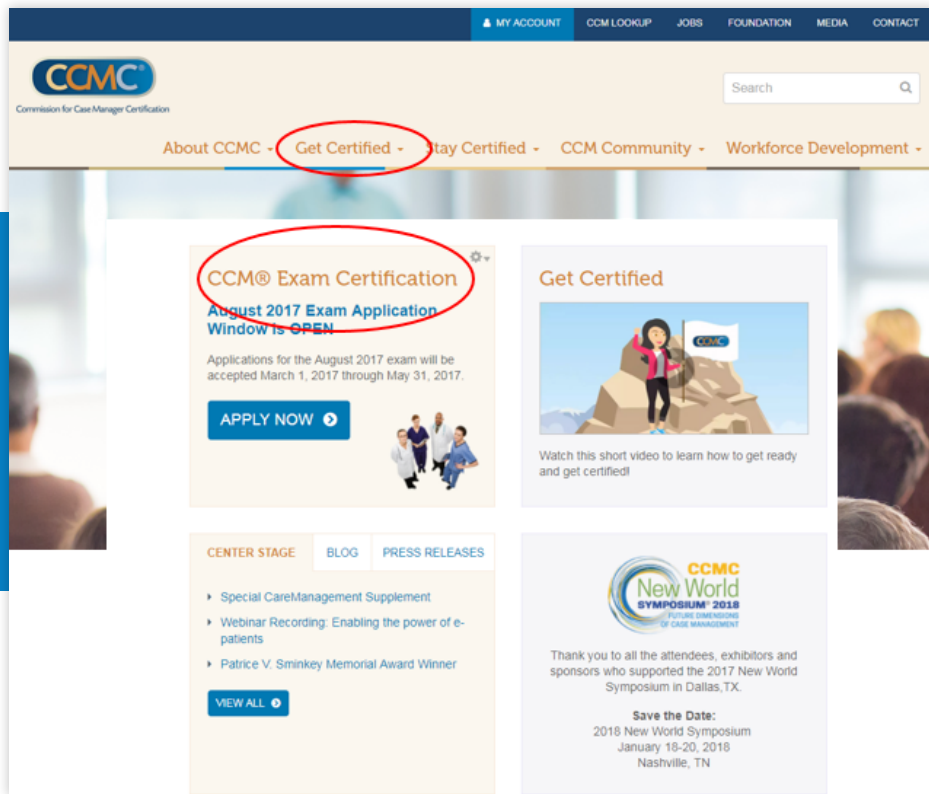 MY ACCOUNT CCM LOOKUP JOBS FOUNDATION MEDIA CONTACT
CCMC®
Commission for Case Manager Certification
Search
About CCMC Get Certified Stay Certified CCM Community Workforce Development
CCM® Exam Certification
August 2017 Exam Application
Window is OPEN
Applications for the August 2017 exam will be
accepted March 1, 2017 through May 31, 2017.
APPLY NOW
Get Certified
CCMC
Watch this short video to learn how to get ready
and get certified!
CENTER STAGE BLOG PRESS RELEASES
Special CareManagement Supplement
Webinar Recording: Enabling the power of e-
patients
Patrice V. Sminkey Memorial Award Winner
VIEW ALL
CCMC
New World
SYMPOSIUM® 2018
FUTURE DIMENSIONS
OF CASE MANAGEMENT
Thank you to all the attendees, exhibitors and
sponsors who supported the 2017 New World
Symposium in Dallas,TX.
Save the Date:
2018 New World Symposium
January 18-20, 2018
Nashville, TN